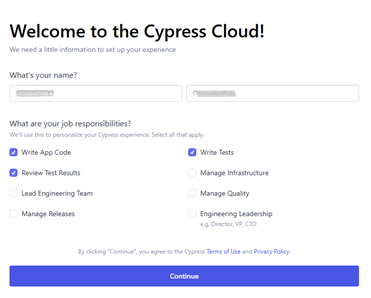 Welcome to the Cypress Cloud!
We need a little information to set up your experience
What's your name?
What are your job responsibilities?
We'll use this to personalize your Cypress experience. Select all that apply.
Write App Code
Write Tests
Review Test Results
Manage Infrastructure
Lead Engineering Team
Manage Quality
Manage Releases
Engineering Leadership
e.g. Director, VP, CTO
By clicking "Continue", you agree to the Cypress Terms of Use and Privacy Policy.
Continue